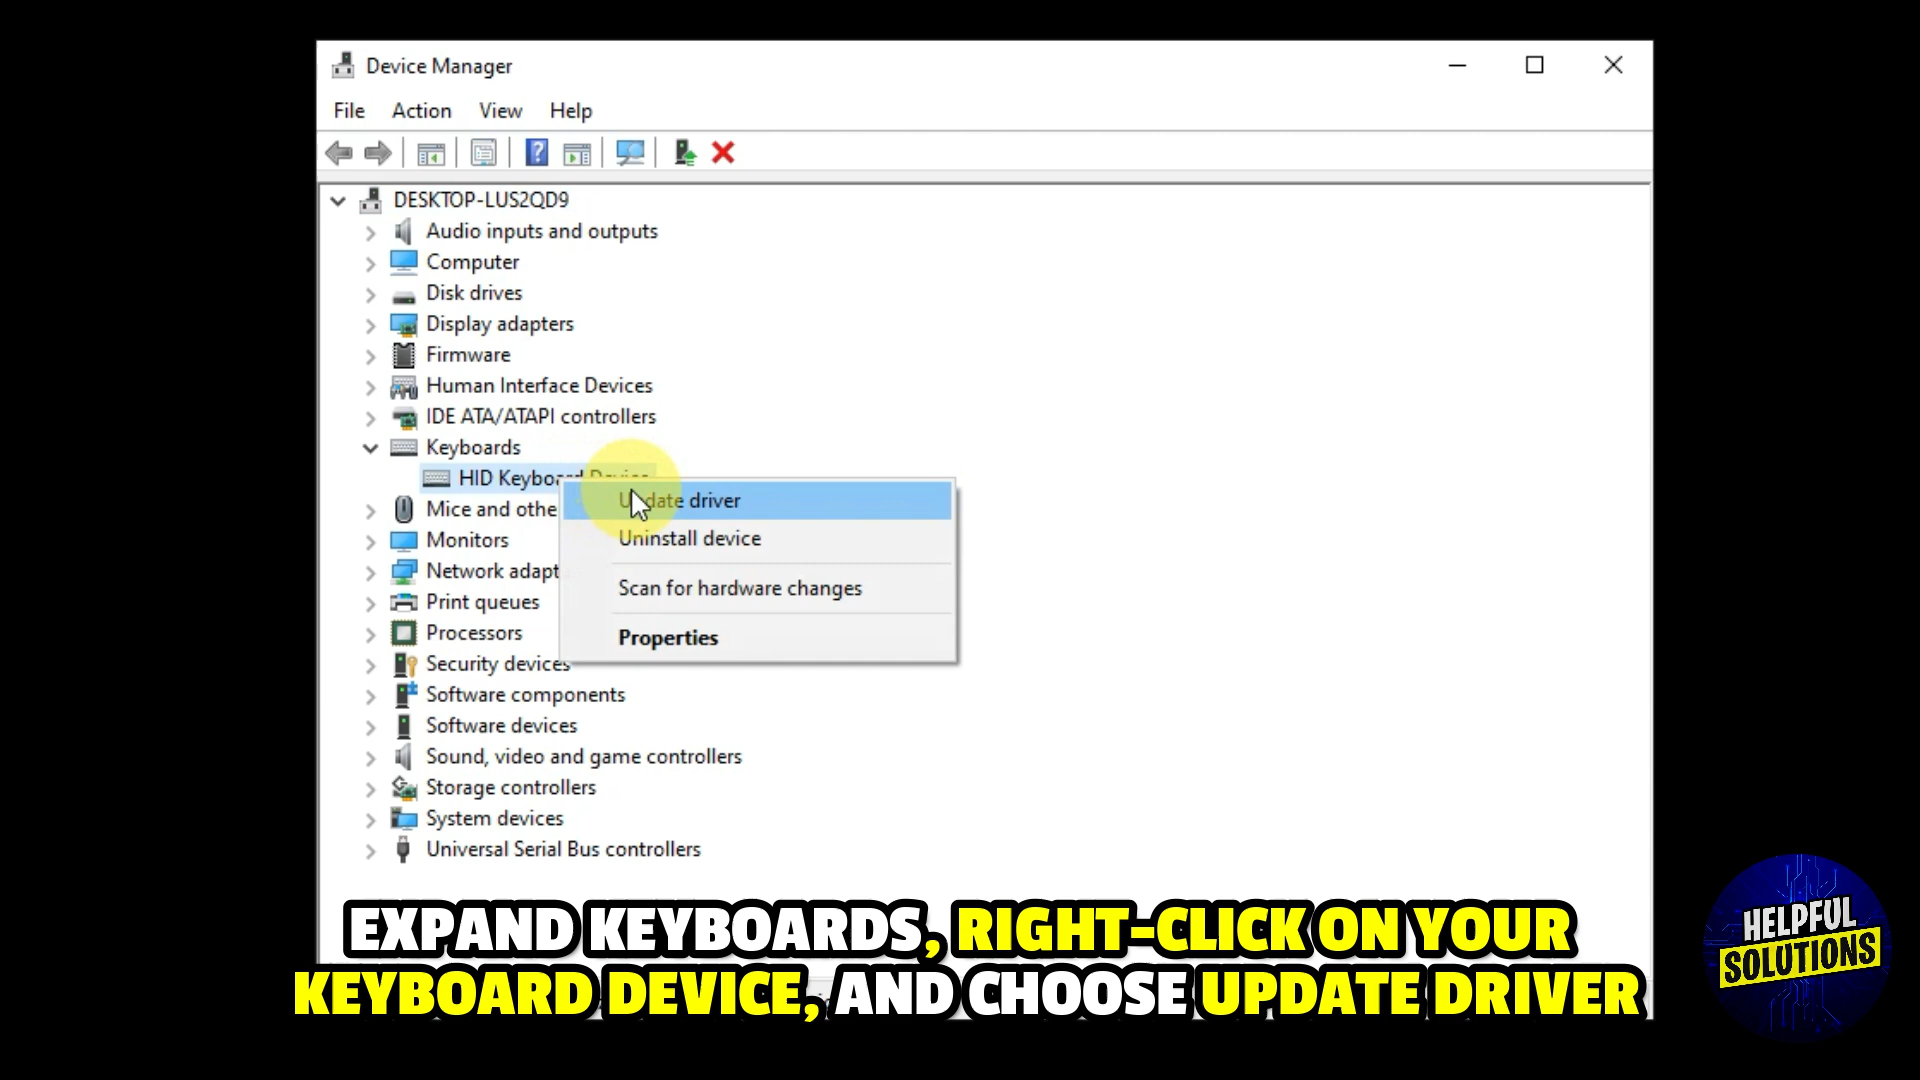 Device Manager
File Action View Help
DESKTOP-LUS2QD9
Audio inputs and outputs
Computer
Disk drives
Display adapters
Firmware
Human Interface Devices
IDE ATA/ATAPI controllers
Keyboards
HID Keyboard Device
Update driver
Mice and othe
Uninstall device
Monitors
Network adapt
Scan for hardware changes
Print queues
Processors
Properties
Security devices
Software components
Software devices
Sound, video and game controllers
Storage controllers
System devices
Universal Serial Bus controllers
EXPAND KEYBOARDS, RIGHT-CLICK ON YOUR
KEYBOARD DEVICE, AND CHOOSE UPDATE DRIVER
HELPFUL
SOLUTIONS